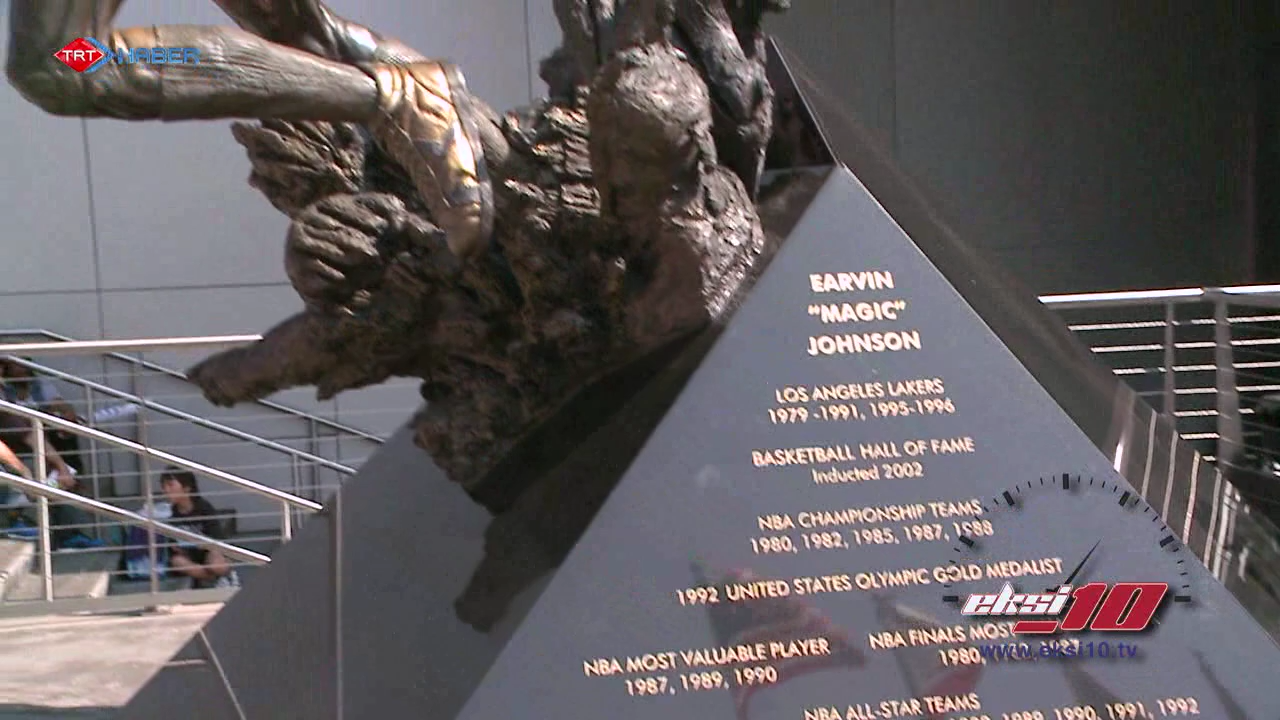 TRT HABER
EARVIN
"MAGIC"
JOHNSON
LOS ANGELES LAKERS
1979 -1991, 1995-1996
BASKETBALL HALL OF FAME
Inducted 2002
NBA CHAMPIONSHIP TEAMS
1980, 1982, 1985, 1987, 1988
1992 UNITED STATES OLYMPIC GOLD MEDALIST
NBA MOST VALUABLE PLAYER
1987, 1989, 1990
NBA FINALS MOST
1980,
NBA ALL-STAR TEAMS
1989, 1990, 1991, 1992
eksi10
www.eksi10.tv